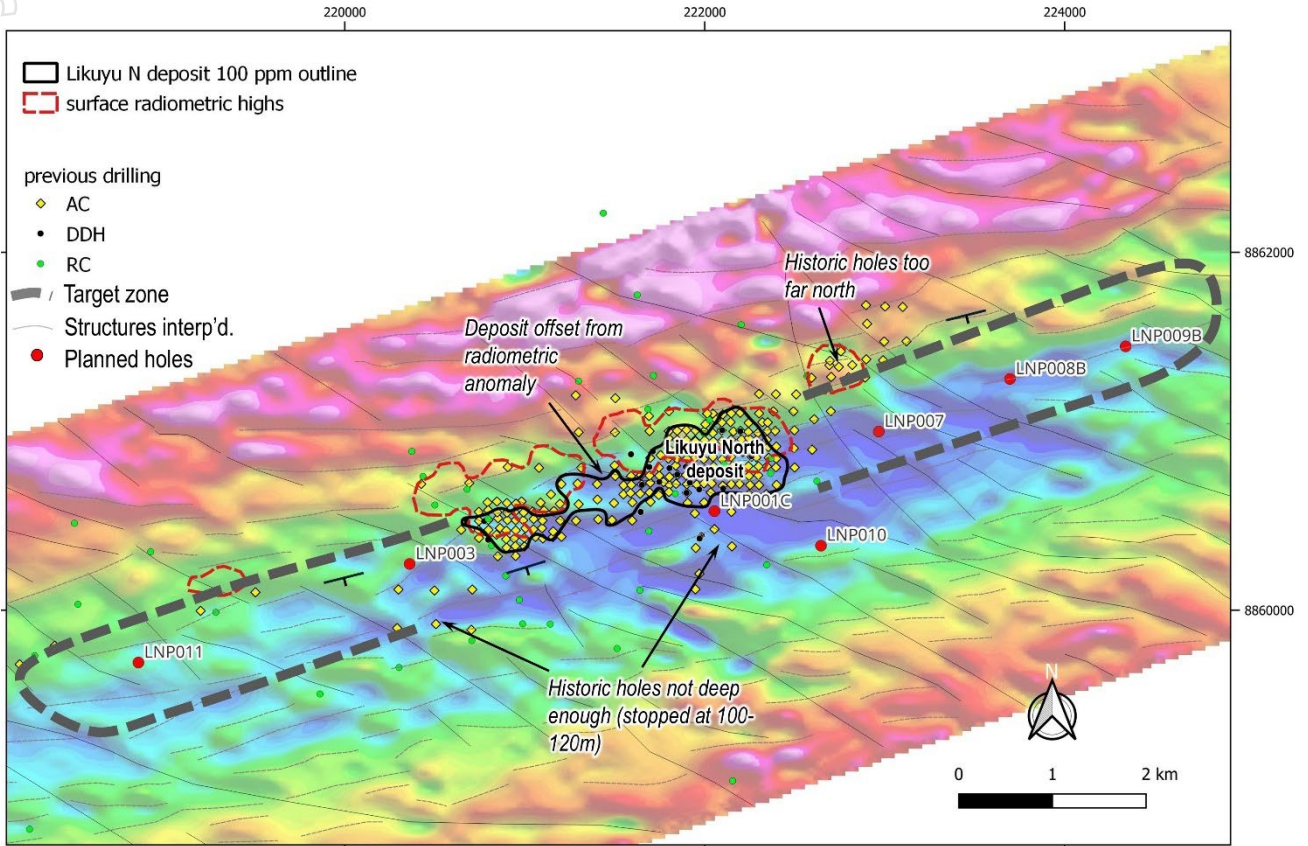 220000
222000
224000
Likuyu N deposit 100 ppm outline
surface radiometric highs
previous drilling
AC
DDH
RC
Target zone
Structures interp'd.
Planned holes
8862000
8860000
Historic holes too
far north
Deposit offset from
radiometric
anomaly
LNP009B
LNP008B
LNP007
Likuyu North
deposit
LNP001C
LNP010
LNP003
LNP011
Historic holes not deep
enough (stopped at 100-
120m)
N
0 1 2 km